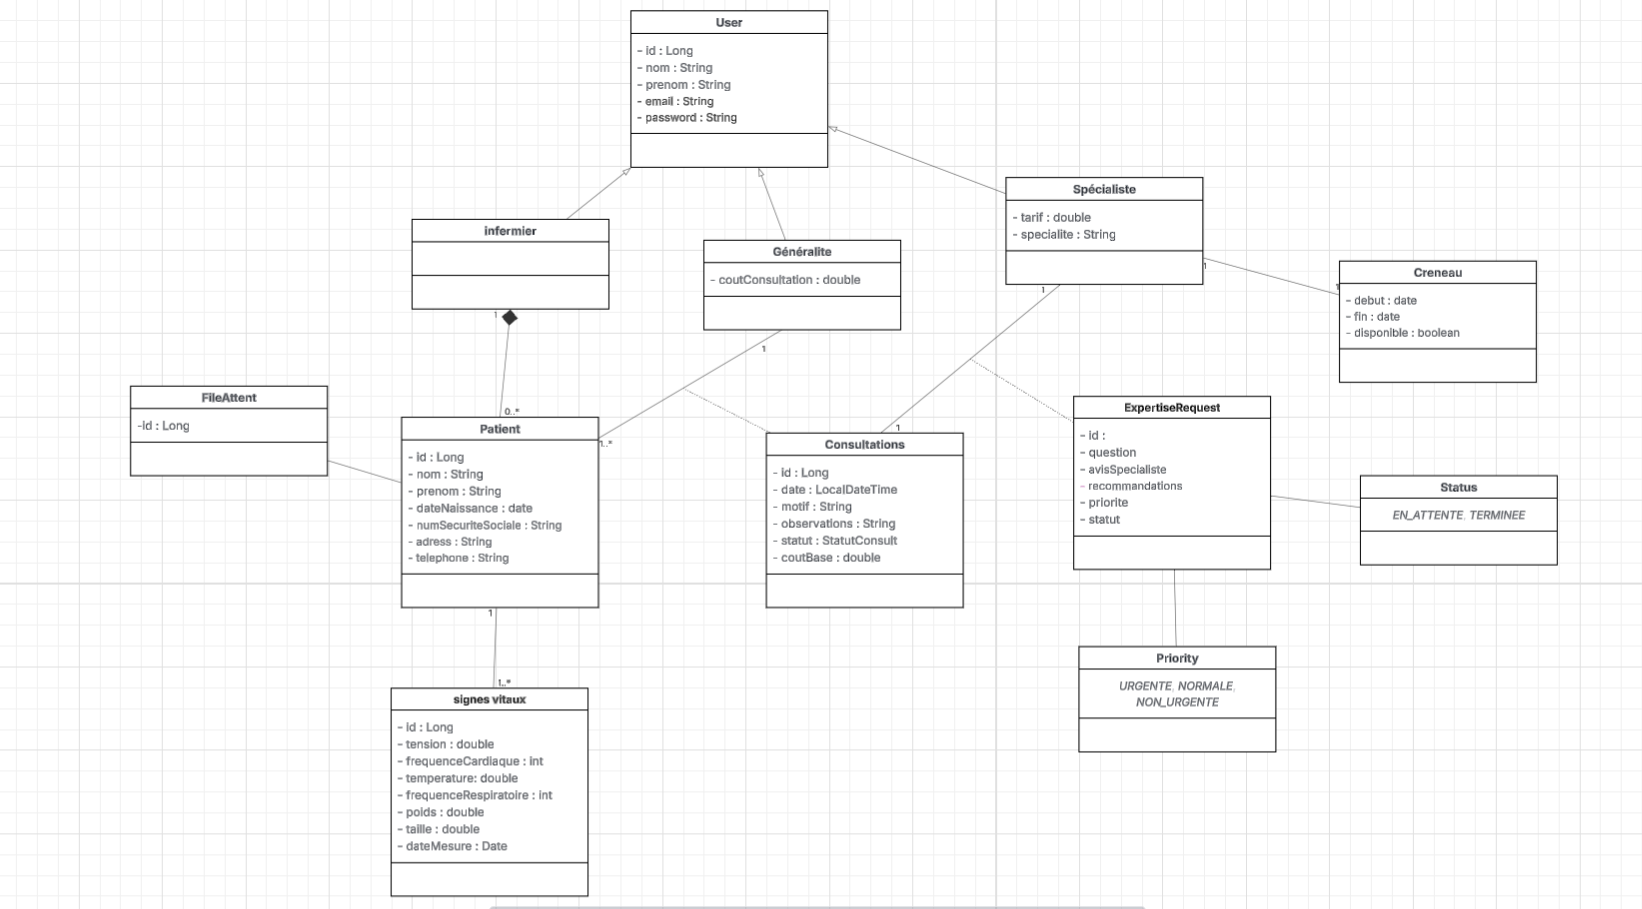 User
- id : Long
- nom : String
- prenom : String
- email : String
- password : String
Spécialiste
- tarif : double
- specialite : String
1
infermier
1
Généralite
- coutConsultation : double
1
Creneau
- debut : date
- fin : date
- disponible : boolean
1
1
FileAttent
-Id : Long
0..*
Patient
- id : Long
- nom : String
- prenom : String
- dateNaissance : date
- numSecuriteSociale : String
- adress : String
- telephone : String
1..*
1
1
Consultations
- id : Long
- date : LocalDateTime
- motif : String
- observations : String
- statut : StatutConsult
- coutBase : double
ExpertiseRequest
- id :
- question
- avisSpecialiste
- recommandations
- priorite
- statut
Status
EN_ATTENTE, TERMINEE
Priority
URGENTE, NORMALE,
NON_URGENTE
1..*
signes vitaux
- id : Long
- tension : double
- frequenceCardiaque : int
- temperature: double
- frequenceRespiratoire : int
- poids : double
- taille : double
- dateMesure : Date